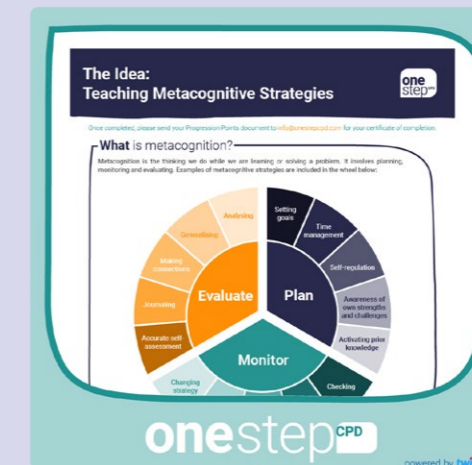 The Idea:
Teaching Metacognitive Strategies
one
step CPD
Once completed, please send your Progression Points document to info@onestepcpd.com for your certificate of completion.
What is metacognition?
Metacognition is the thinking we do while we are learning or solving a problem. It involves planning,
monitoring and evaluating. Examples of metacognitive strategies are included in the wheel below:
Analysing
Generalising
Making
connections
Journaling
Accurate self-
assessment
Evaluate
Setting
goals
Time
management
Self-regulation
Awareness of
own strengths
and challenges
Activating prior
knowledge
Plan
Monitor
Changing
strategy
Checking
onestep CPD
powered by tw